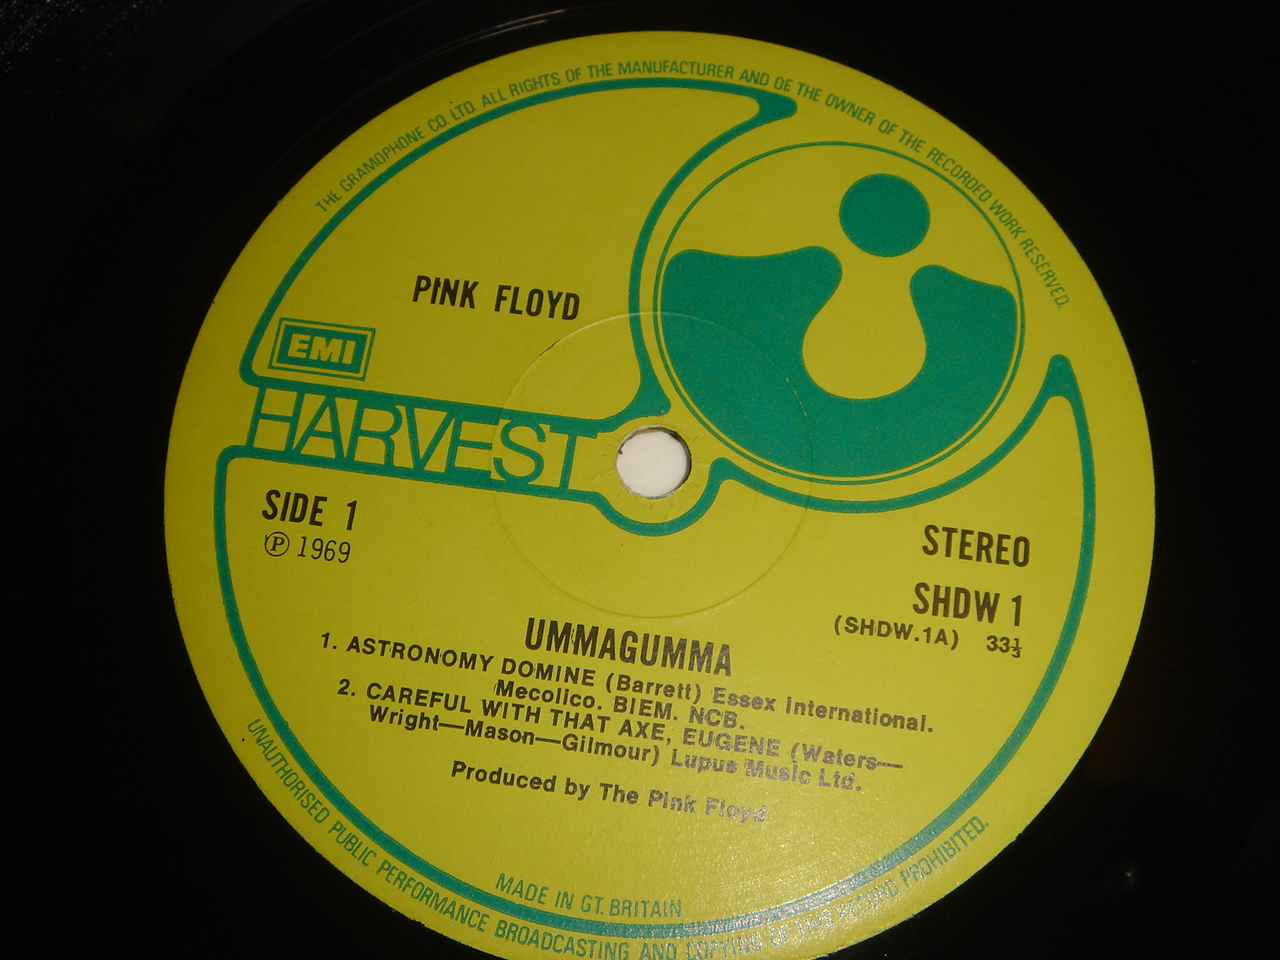 THE GRAMOPHONE CO. LTD. ALL RIGHTS OF THE MANUFACTURER AND OE THE OWNER OF THE RECORDED WORK RESERVED.
PINK FLOYD
EMI
HARVEST
SIDE 1
Ⓟ 1969
STEREO
SHDW 1
(SHDW.1A) 33⅓
UMMAGUMMA
1. ASTRONOMY DOMINE (Barrett) Essex International.
Mecolico. BIEM. NCB.
2. CAREFUL WITH THAT AXE, EUGENE (Waters—
Wright—Mason—Gilmour) Lupus Music Ltd.
Produced by The Pink Floyd
MADE IN GT. BRITAIN
UNAUTHORISED PUBLIC PERFORMANCE BROADCASTING AND COPYING OF THIS RECORD PROHIBITED.